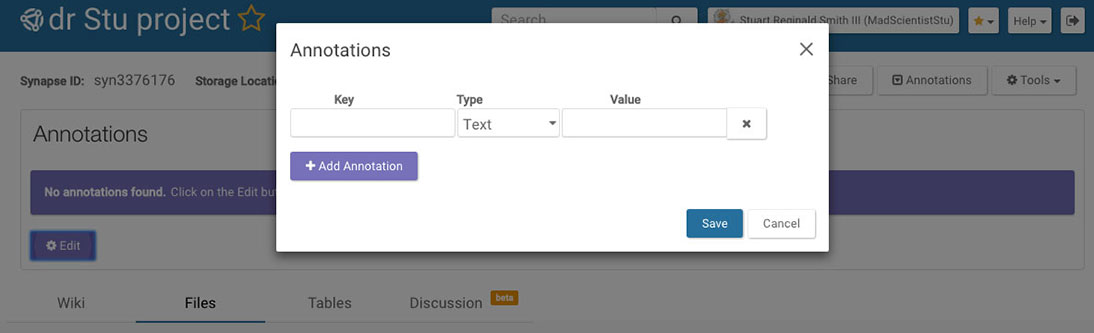 dr Stu project
Search
Stuart Reginald Smith III (MadScientistStu)
Help
Synapse ID: syn3376176 Storage Locatio
Share
Annotations
Tools
Annotations
No annotations found. Click on the Edit bu
Edit
Annotations
Key Type Value
Text
+ Add Annotation
Save Cancel
Wiki Files Tables Discussion beta